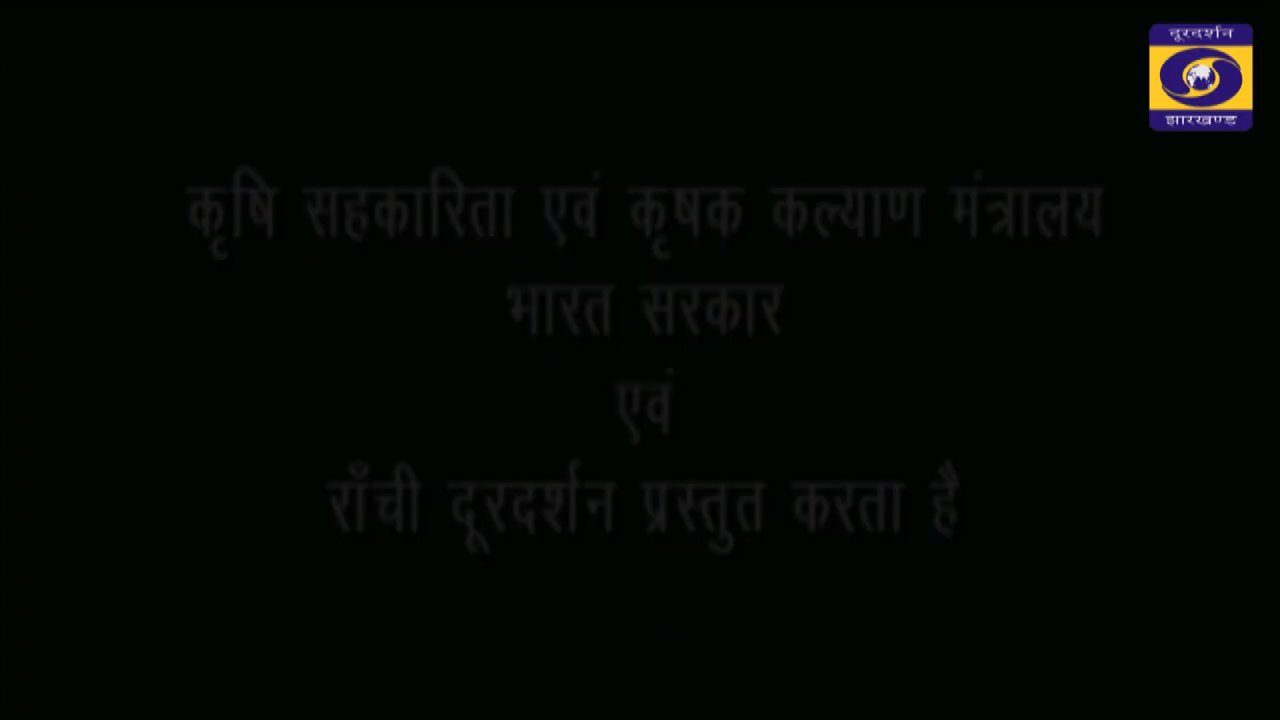 दूरदर्शन
झारखण्ड
कृषि सहकारिता एवं कृषक कल्याण मंत्रालय
भारत सरकार
एवं
राँची दूरदर्शन प्रस्तुत करता है